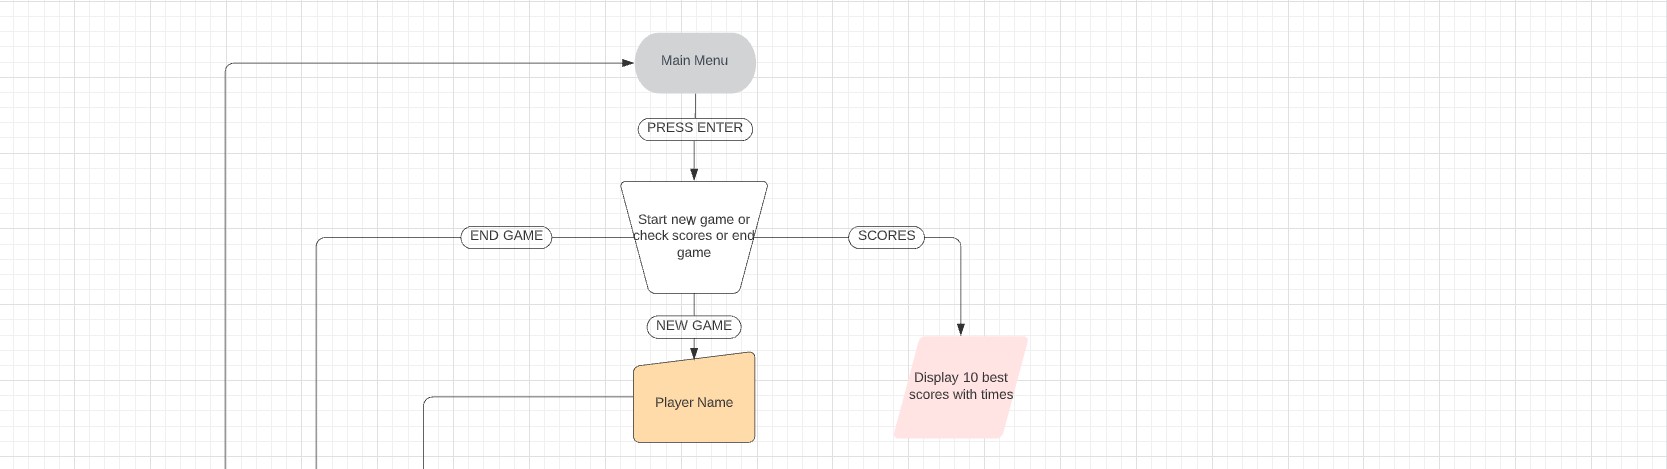 Main Menu
PRESS ENTER
Start new game or
check scores or end
game
END GAME
SCORES
NEW GAME
Player Name
Display 10 best
scores with times